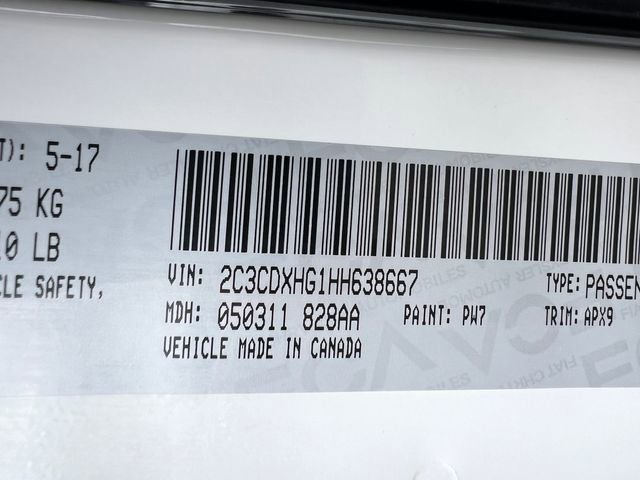 T): 5-17
75 KG
10 LB
CLE SAFETY,
VIN: 2C3CDXHG1HH638667
TYPE: PASSEN
MDH: 050311 828AA
PAINT: PW7
TRIM: APX9
VEHICLE MADE IN CANADA